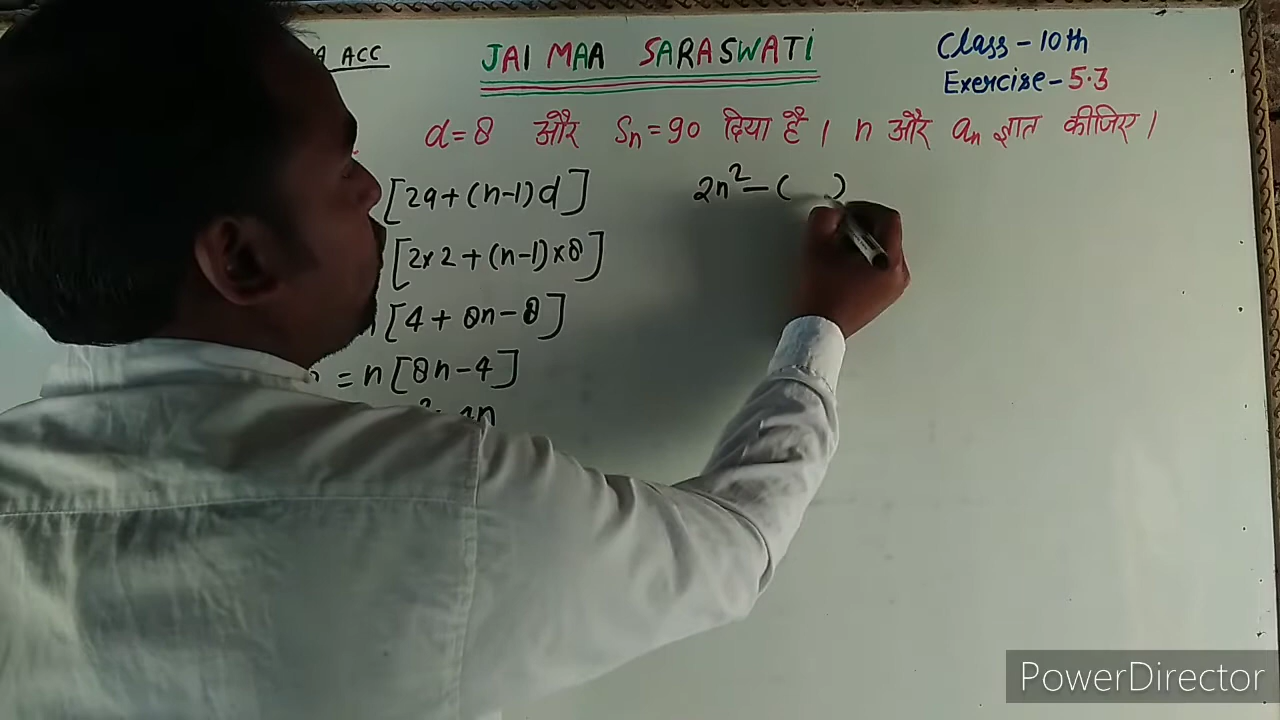 ACC
JAI MAA SARASWATI
Class-10th
Exercise-5.3
d=8 और Sn=90 दिया है। n और an ज्ञात कीजिए।
[2a+(n-1)d]
[2×2+(n-1)×8]
[4+8n-8]
=n[8n-4]
2n²-( )
PowerDirector